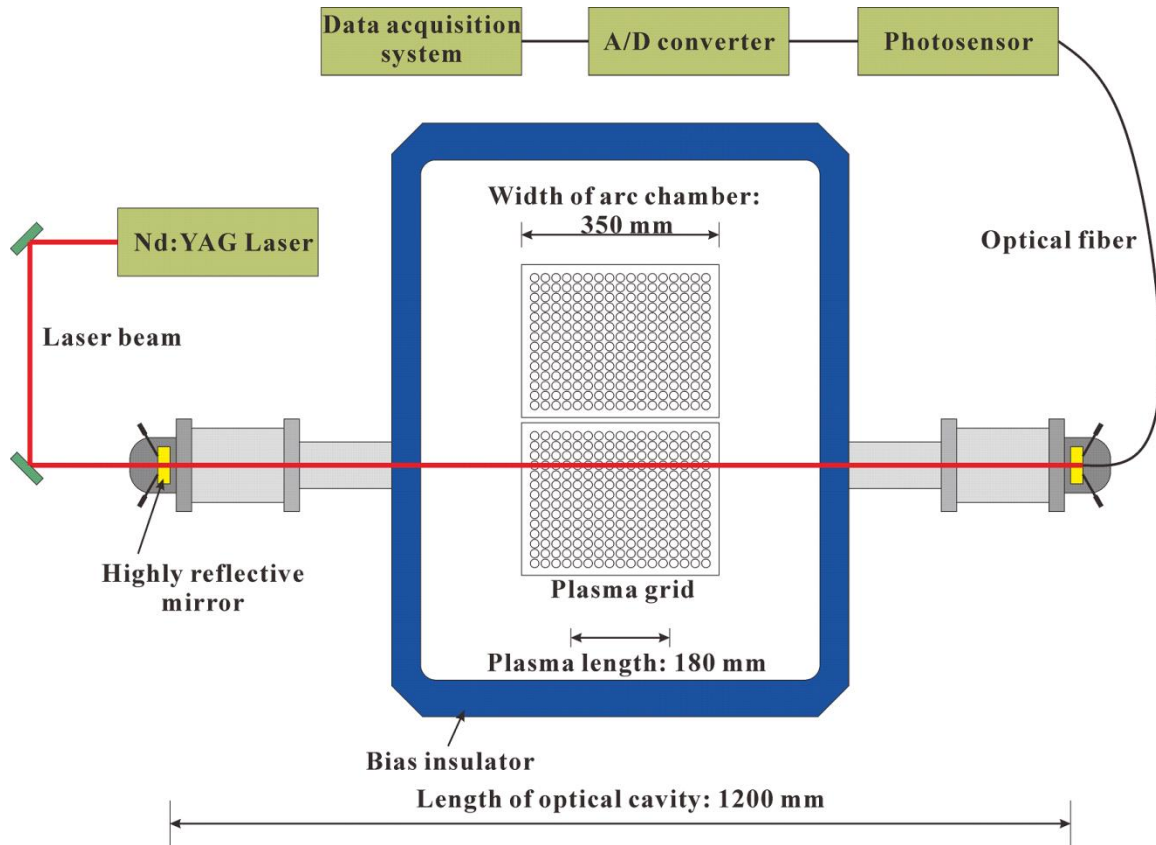 Data acquisition
system
A/D converter
Photosensor
Width of arc chamber:
350 mm
Nd:YAG Laser
Optical fiber
Laser beam
Highly reflective
mirror
Plasma grid
Plasma length: 180 mm
Bias insulator
Length of optical cavity: 1200 mm